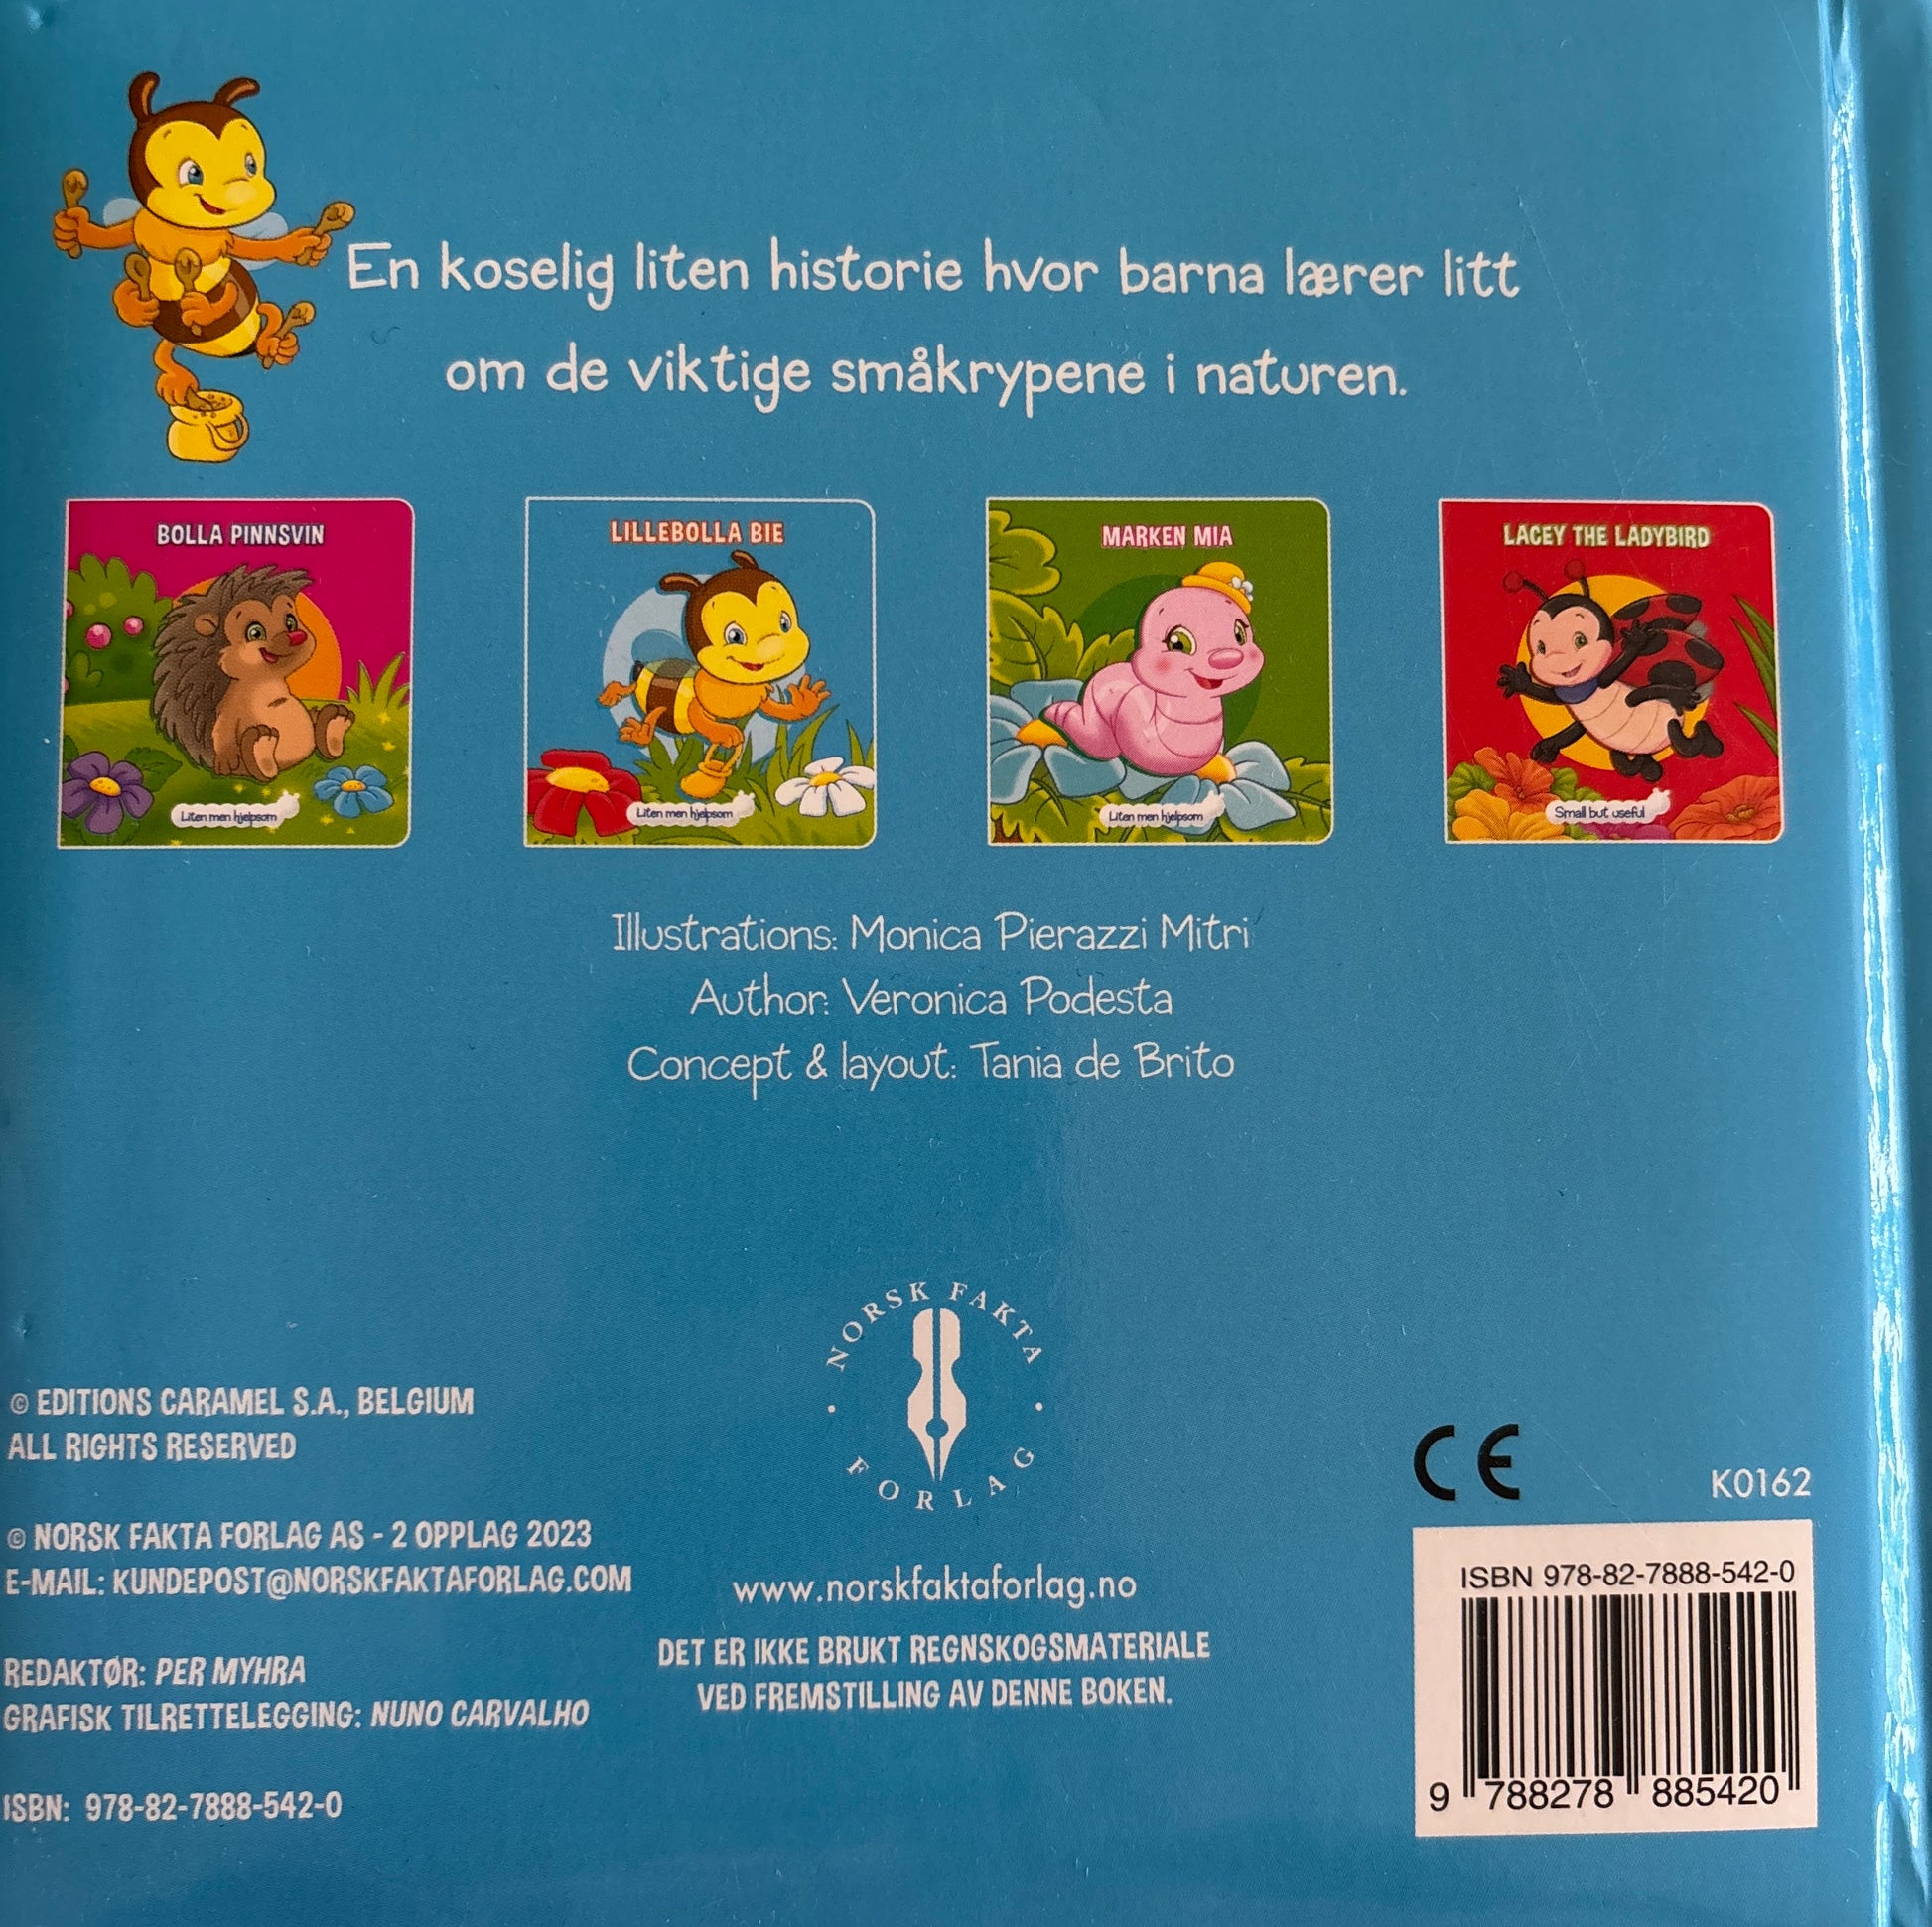 En koselig liten historie hvor barna lærer litt
om de viktige småkrypene i naturen.
BOLLA PINNSVIN
Liten men hjelpsom
LILLEBOLLA BIE
Liten men hjelpsom
MARKEN MIA
Liten men hjelpsom
LACEY THE LADYBIRD
Small but useful
Illustrations: Monica Pierazzi Mitri
Author: Veronica Podesta
Concept & layout: Tania de Brito
© EDITIONS CARAMEL S.A., BELGIUM
ALL RIGHTS RESERVED
© NORSK FAKTA FORLAG AS - 2 OPPLAG 2023
E-MAIL: KUNDEPOST@NORSKFAKTAFORLAG.COM
REDAKTØR: PER MYHRA
GRAFISK TILRETTELEGGING: NUNO CARVALHO
ISBN: 978-82-7888-542-0
NORSK FAKTA
• FORLAG •
www.norskfaktaforlag.no
DET ER IKKE BRUKT REGNSKOGSMATERIALE
VED FREMSTILLING AV DENNE BOKEN.
CE
K0162
ISBN 978-82-7888-542-0
9 788278 885420